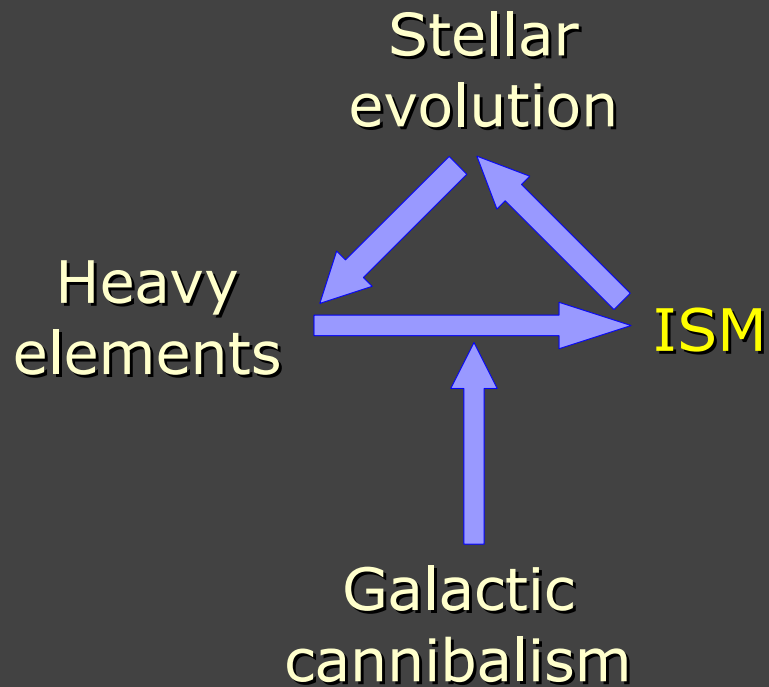 Stellar
evolution
Heavy
elements
ISM
Galactic
cannibalism